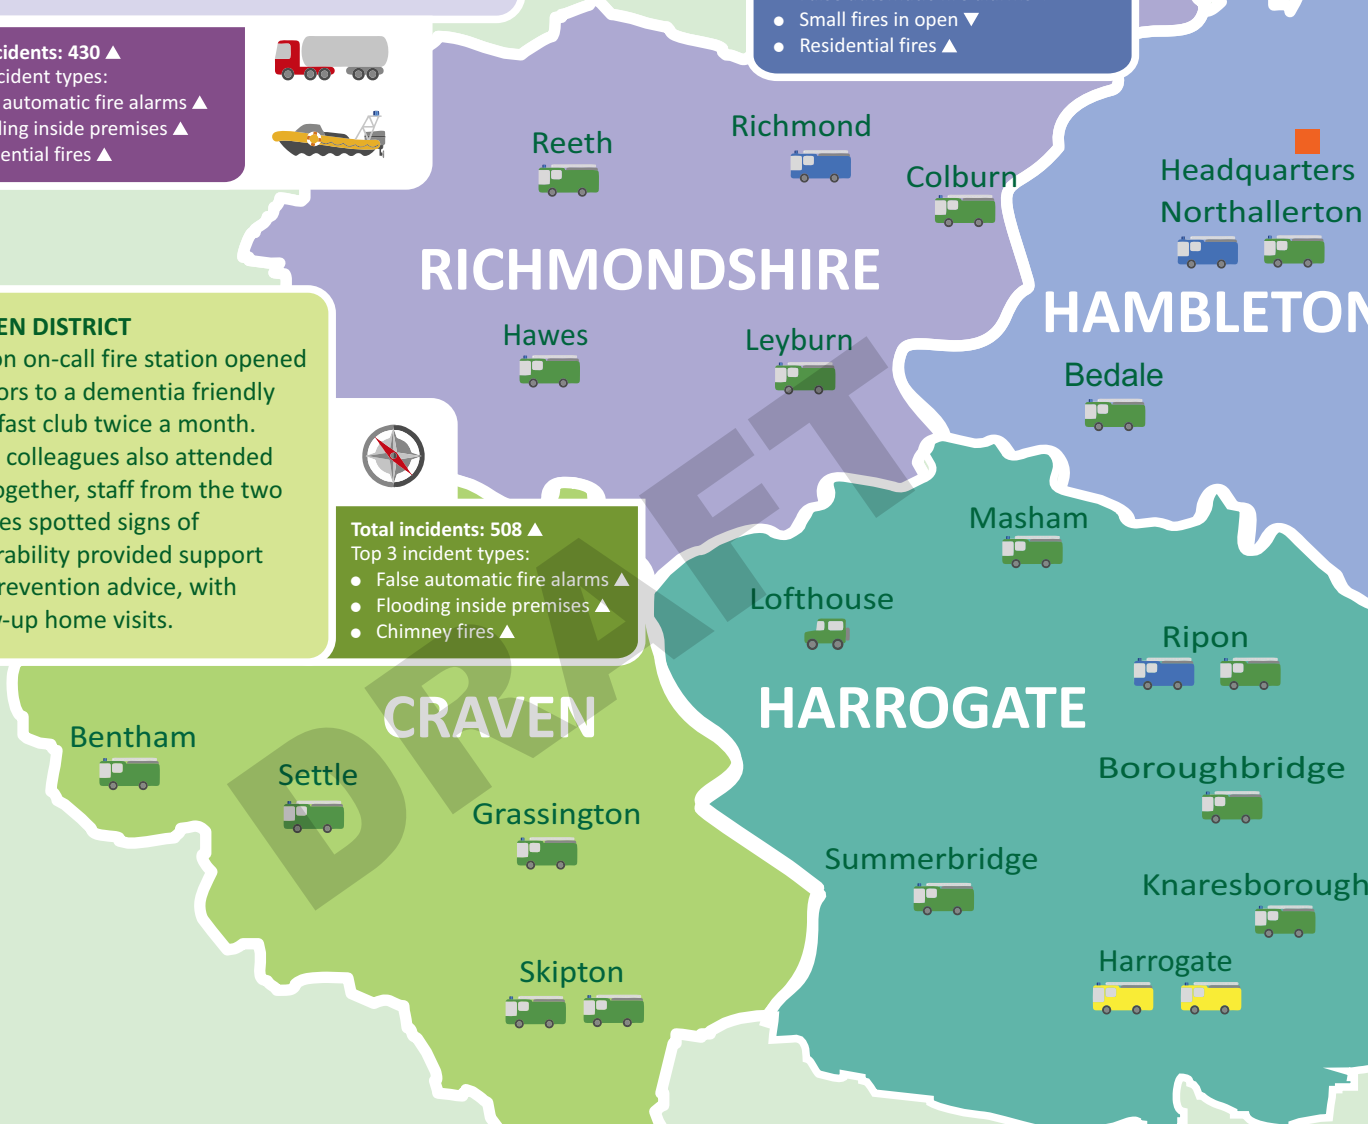 Small fires in open ▼
Residential fires ▲
cidents: 430 ▲
cident types:
automatic fire alarms ▲
ling inside premises ▲
ential fires ▲
Reeth
Richmond
Colburn
Headquarters
Northallerton
RICHMONDSHIRE
HAMBLETON
Hawes
Leyburn
Bedale
EN DISTRICT
on on-call fire station opened
ors to a dementia friendly
fast club twice a month.
colleagues also attended
ogether, staff from the two
es spotted signs of
rability provided support
revention advice, with
-up home visits.
Total incidents: 508 ▲
Top 3 incident types:
False automatic fire alarms ▲
Flooding inside premises ▲
Chimney fires ▲
Masham
Lofthouse
Ripon
CRAVEN
HARROGATE
Bentham
Settle
Grassington
Boroughbridge
Summerbridge
Knaresborough
Harrogate
Skipton
DRAFT